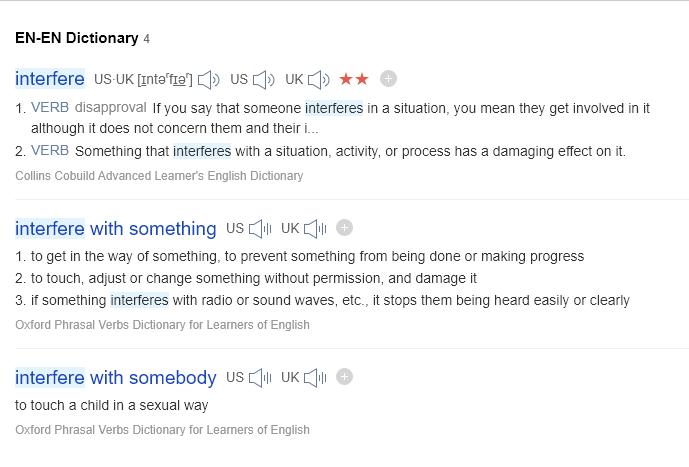 EN-EN Dictionary 4
interfere US·UK [ɪntəʳfɪəʳ] US UK ★★
1. VERB disapproval If you say that someone interferes in a situation, you mean they get involved in it
although it does not concern them and their i...
2. VERB Something that interferes with a situation, activity, or process has a damaging effect on it.
Collins Cobuild Advanced Learner's English Dictionary
interfere with something US UK
1. to get in the way of something, to prevent something from being done or making progress
2. to touch, adjust or change something without permission, and damage it
3. if something interferes with radio or sound waves, etc., it stops them being heard easily or clearly
Oxford Phrasal Verbs Dictionary for Learners of English
interfere with somebody US UK
to touch a child in a sexual way
Oxford Phrasal Verbs Dictionary for Learners of English